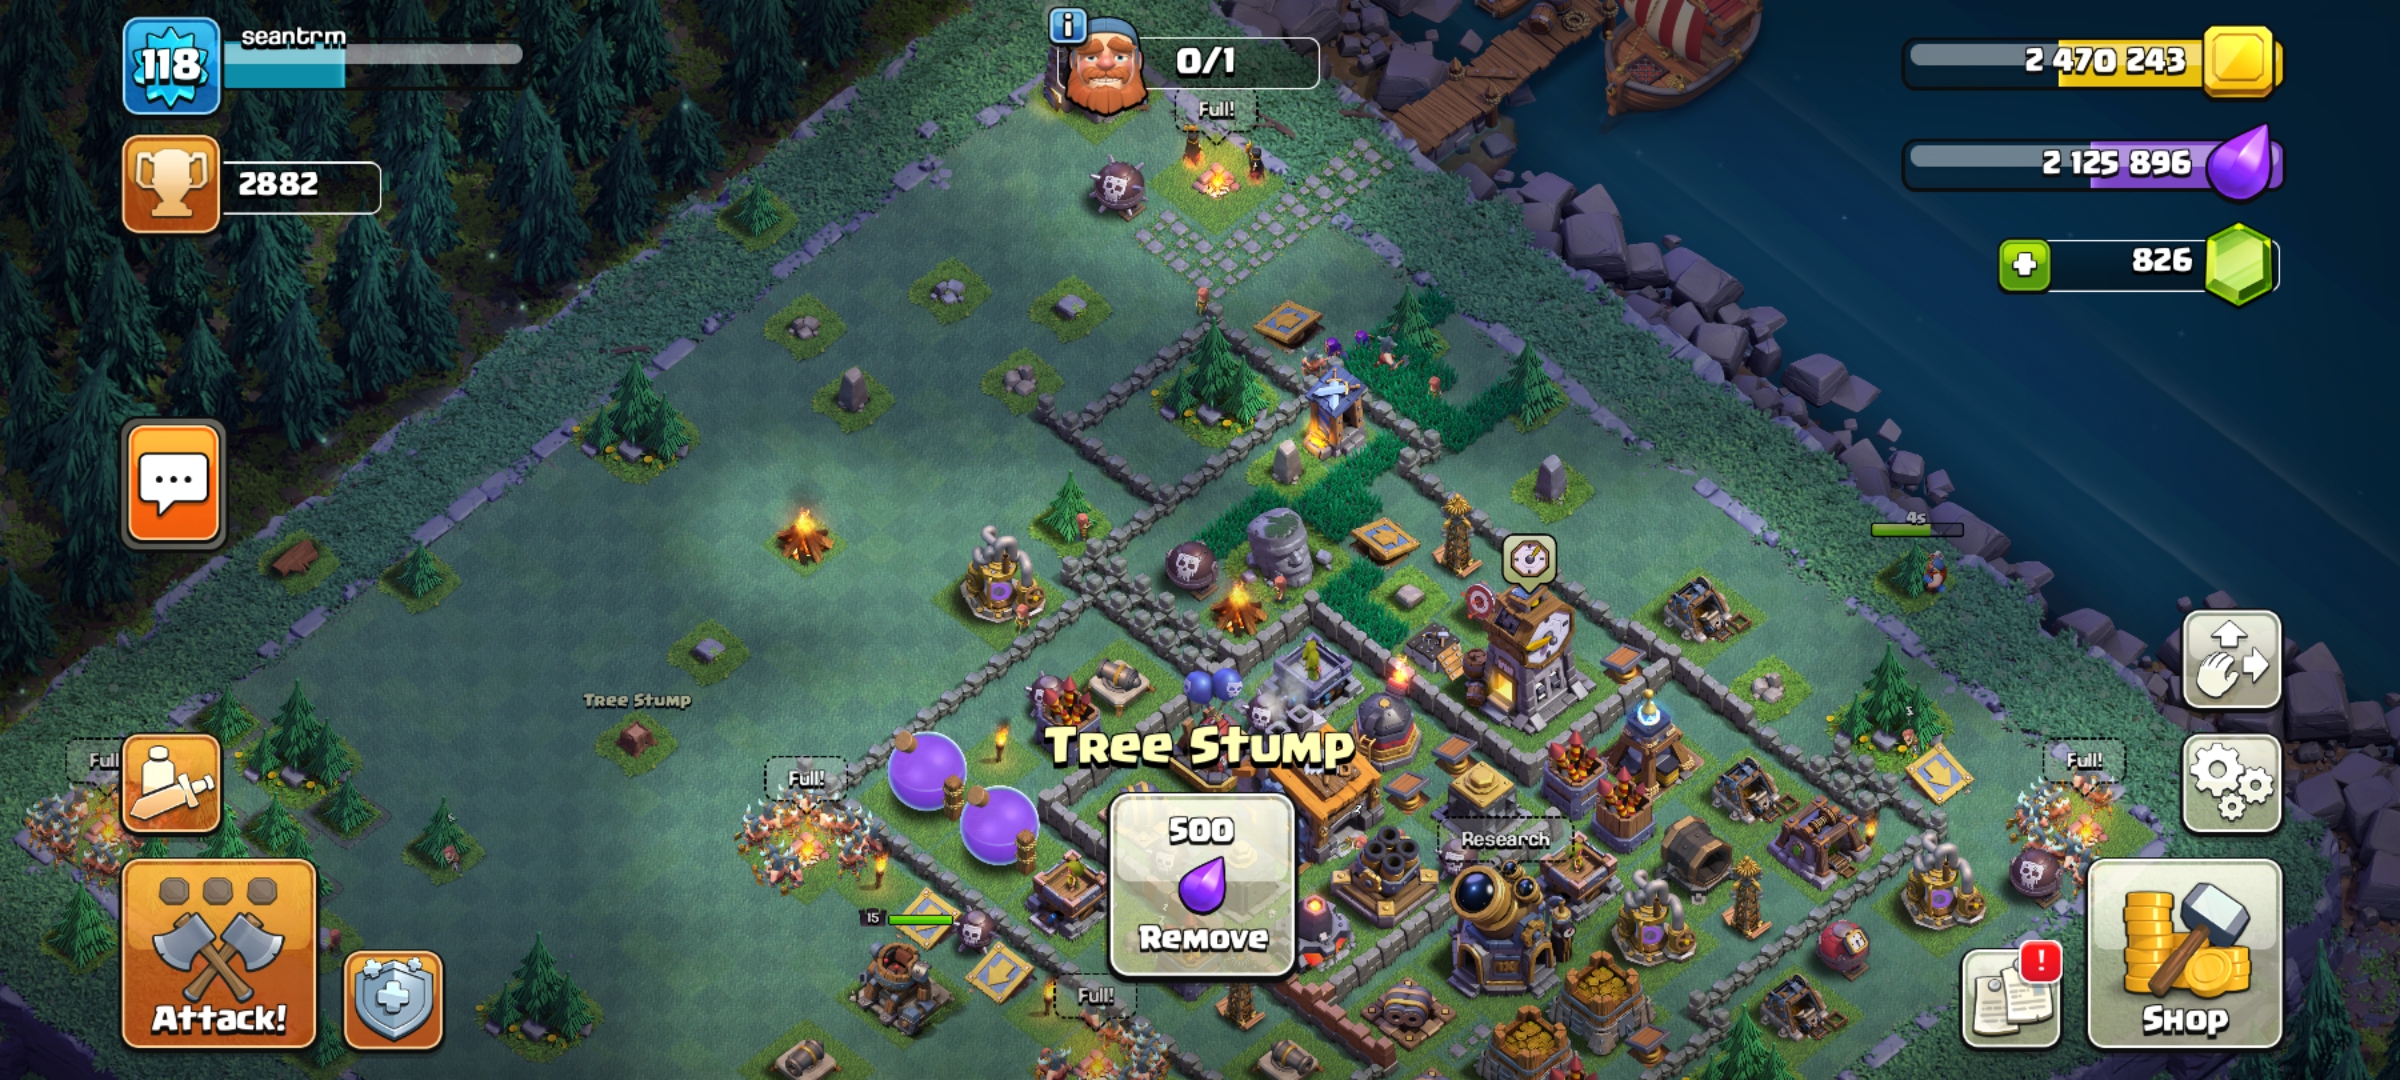 118
seantrm
0/1
Full!
2 470 243
2882
2 125 896
826
4s
Tree Stump
Full!
Full!
Full!
Tree Stump
500
Remove
Research
15
Full!
Attack!
!
Shop